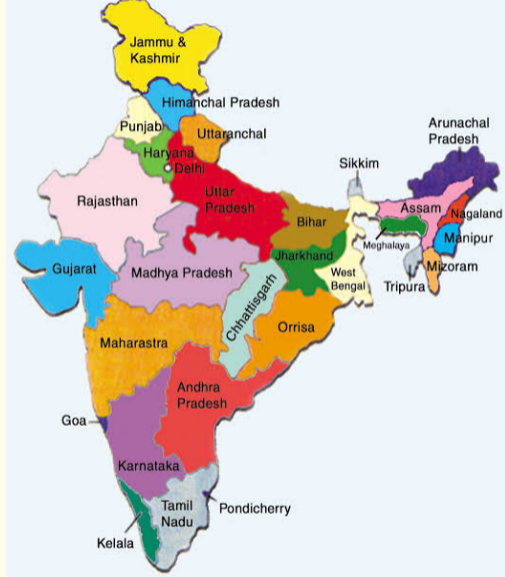 Jammu &
Kashmir
Himanchal Pradesh
Punjab
Uttaranchal
Haryana
Delhi
Arunachal
Pradesh
Sikkim
Rajasthan
Uttar
Pradesh
Bihar
Assam
Nagaland
Meghalaya
Manipur
Jharkhand
Gujarat
Madhya Pradesh
West
Bengal
Mizoram
Tripura
Chhattisgarh
Orrisa
Maharastra
Andhra
Pradesh
Goa
Karnataka
Tamil
Nadu
Pondicherry
Kelala